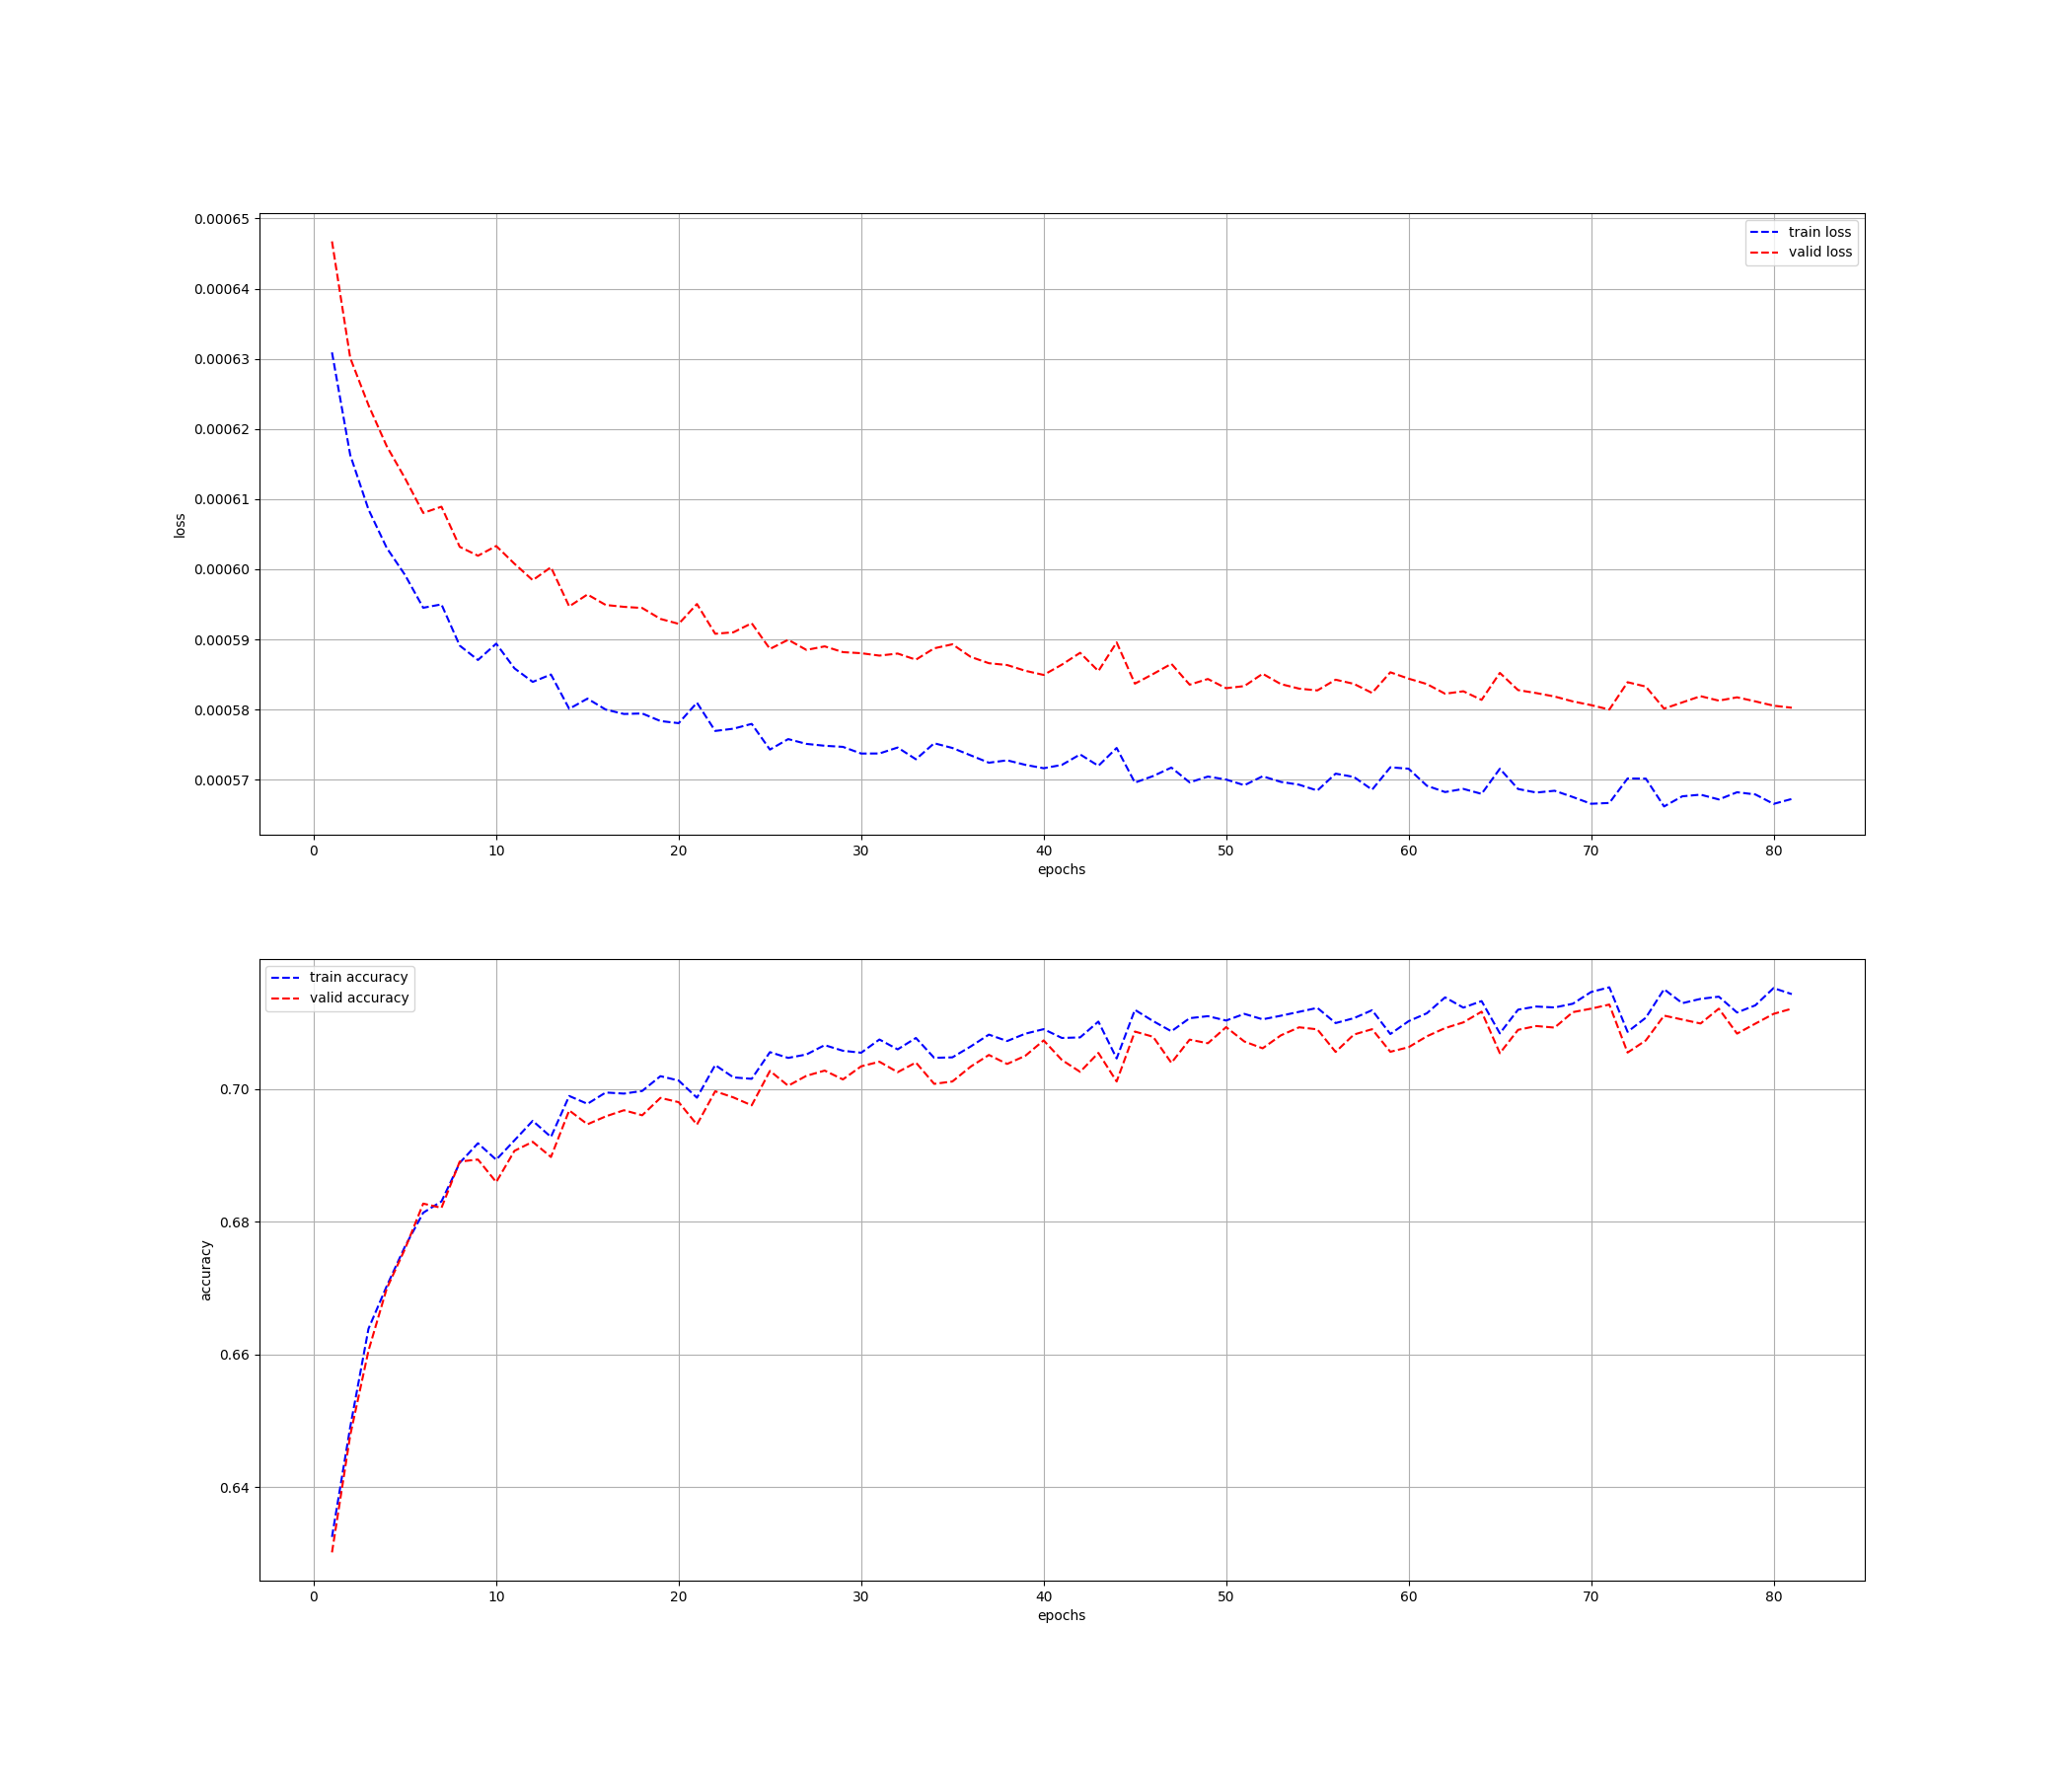 0.00065
train loss
valid loss
0.00064
0.00063
0.00062
0.00061
loss
0.00060
0.00059
0.00058
0.00057
0 10 20 30 40 50 60 70 80
epochs
train accuracy
valid accuracy
0.70
0.68
accuracy
0.66
0.64
0 10 20 30 40 50 60 70 80
epochs